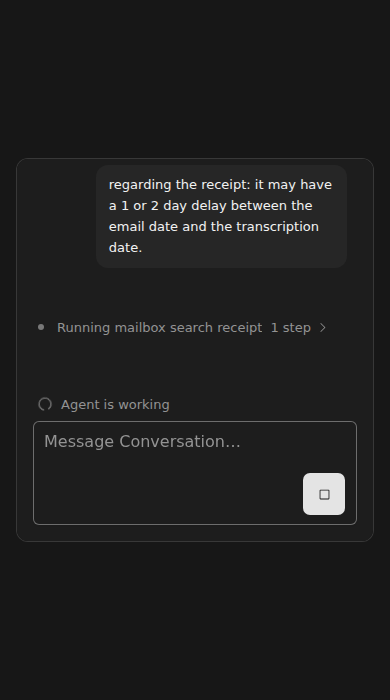 regarding the receipt: it may have
a 1 or 2 day delay between the
email date and the transcription
date.
Running mailbox search receipt 1 step
Agent is working
Message Conversation...